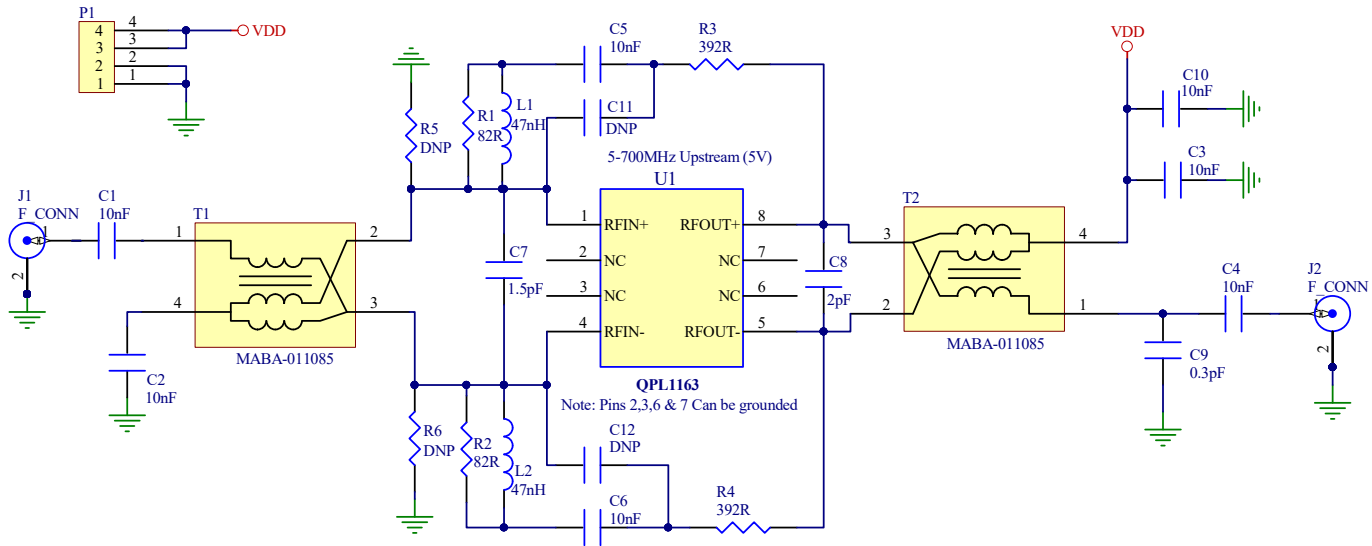 P1
4
3
2
1
4
3
2
1
VDD
J1
F_CONN
1
2
C1
10nF
C2
10nF
T1
1
4
2
3
MABA-011085
R5
DNP
R1
82R
L1
47nH
C5
10nF
C11
DNP
R3
392R
C7
1.5pF
5-700MHz Upstream (5V)
U1
1
RFIN+
RFOUT+
8
2
NC
NC
7
3
NC
NC
6
4
RFIN-
RFOUT-
5
QPL1163
Note: Pins 2,3,6 & 7 Can be grounded
C8
2pF
R6
DNP
R2
82R
L2
47nH
C12
DNP
C6
10nF
R4
392R
T2
3
2
4
1
MABA-011085
VDD
C10
10nF
C3
10nF
C9
0.3pF
C4
10nF
J2
F_CONN
1
2